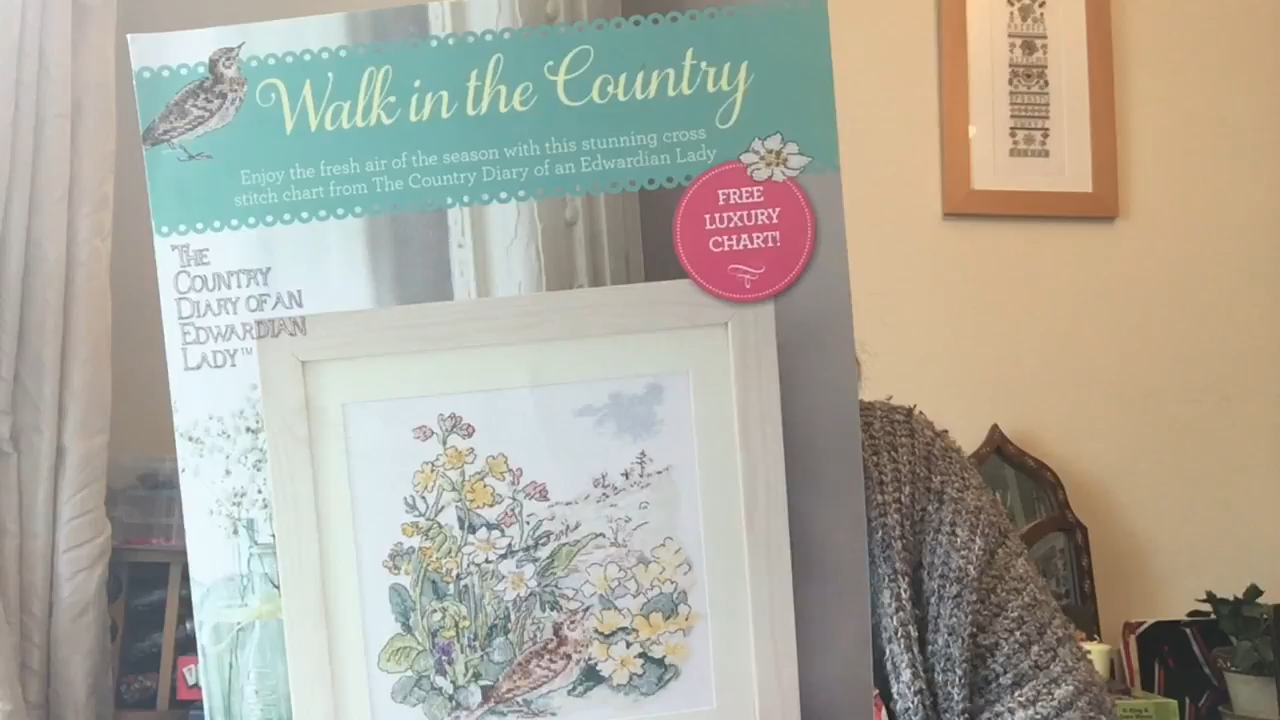 Walk in the Country
Enjoy the fresh air of the season with this stunning cross
stitch chart from The Country Diary of an Edwardian Lady
FREE
LUXURY
CHART!
THE
COUNTRY
DIARY OF AN
EDWARDIAN
LADY™